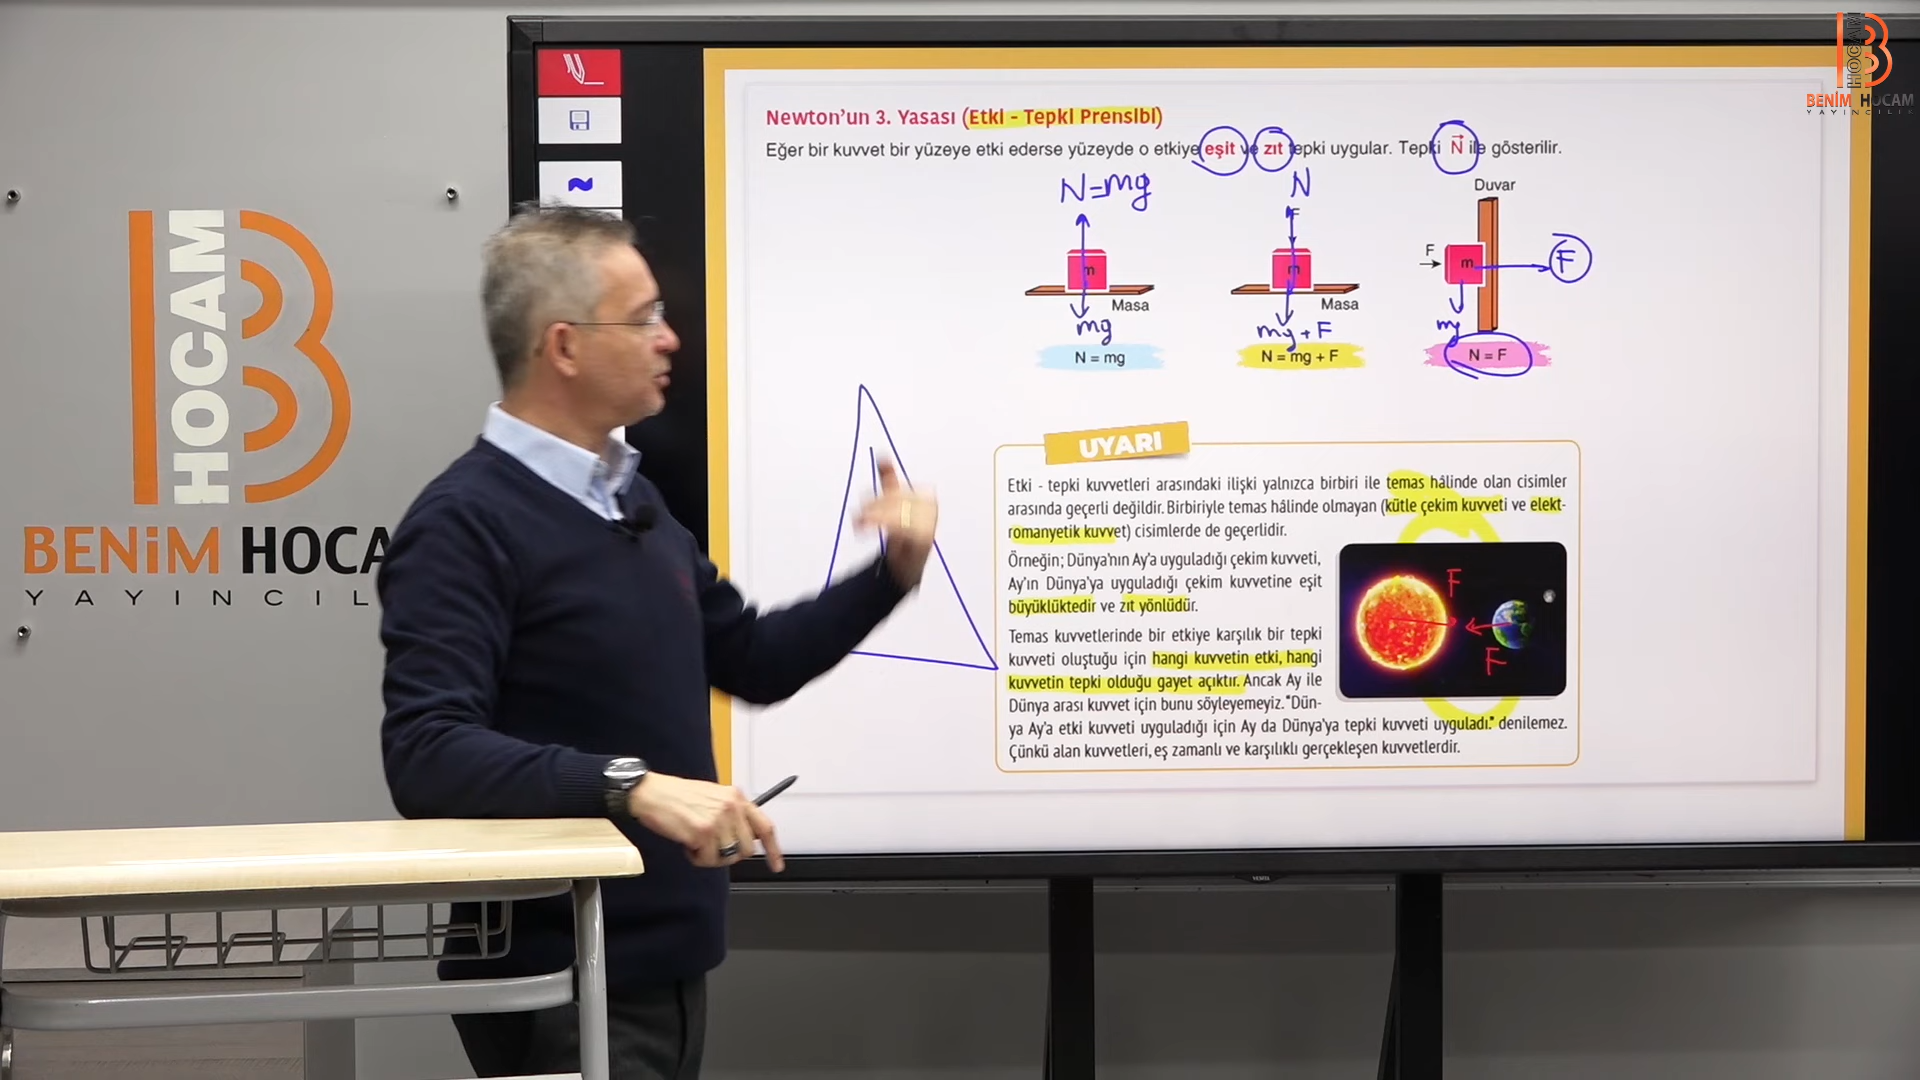 B
HOCAM
BENİM HOCAM
YAYINCILIK
HOCAM
B
BENİM HOCA
YAYINCIL
Newton'un 3. Yasası (Etki - Tepki Prensibi)
Eğer bir kuvvet bir yüzeye etki ederse yüzeyde o etkiye eşit ve zıt tepki uygular. Tepki N ile gösterilir.
N=mg
N
Duvar
F
F
F
m
m
m
Masa
Masa
mg
mg+F
mg
N = mg
N = mg + F
N = F
UYARI
Etki - tepki kuvvetleri arasındaki ilişki yalnızca birbiri ile temas hâlinde olan cisimler
arasında geçerli değildir. Birbiriyle temas hâlinde olmayan (kütle çekim kuvveti ve elekt-
romanyetik kuvvet) cisimlerde de geçerlidir.
Örneğin; Dünya'nın Ay'a uyguladığı çekim kuvveti,
Ay'ın Dünya'ya uyguladığı çekim kuvvetine eşit
büyüklüktedir ve zıt yönlüdür.
Temas kuvvetlerinde bir etkiye karşılık bir tepki
kuvveti oluştuğu için hangi kuvvetin etki, hangi
kuvvetin tepki olduğu gayet açıktır. Ancak Ay ile
Dünya arası kuvvet için bunu söyleyemeyiz. "Dün-
ya Ay'a etki kuvveti uyguladığı için Ay da Dünya'ya tepki kuvveti uyguladı." denilemez.
Çünkü alan kuvvetleri, eş zamanlı ve karşılıklı gerçekleşen kuvvetlerdir.
F
F